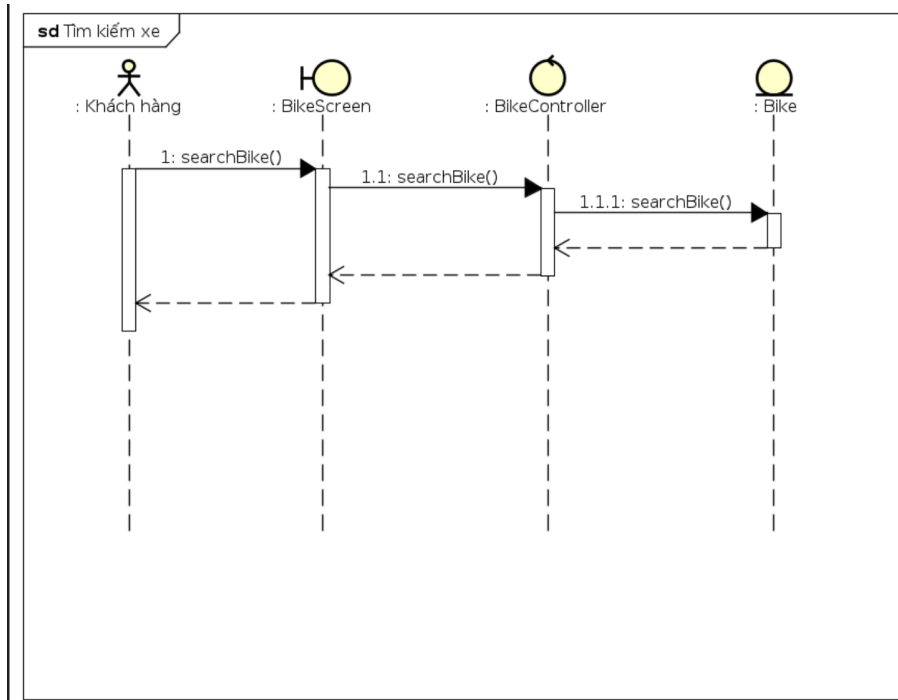 sd Tìm kiếm xe
: Khách hàng
: BikeScreen
: BikeController
: Bike
1: searchBike()
1.1: searchBike()
1.1.1: searchBike()